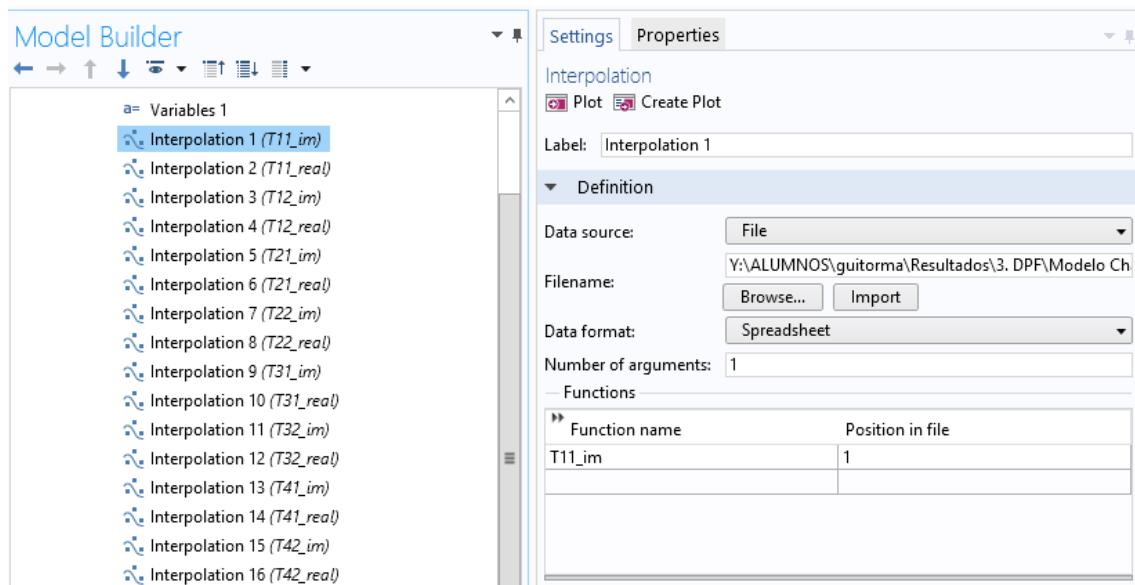 Model Builder
a= Variables 1
Interpolation 1 (T11_im)
Interpolation 2 (T11_real)
Interpolation 3 (T12_im)
Interpolation 4 (T12_real)
Interpolation 5 (T21_im)
Interpolation 6 (T21_real)
Interpolation 7 (T22_im)
Interpolation 8 (T22_real)
Interpolation 9 (T31_im)
Interpolation 10 (T31_real)
Interpolation 11 (T32_im)
Interpolation 12 (T32_real)
Interpolation 13 (T41_im)
Interpolation 14 (T41_real)
Interpolation 15 (T42_im)
Interpolation 16 (T42_real)
Settings Properties
Interpolation
Plot Create Plot
Label: Interpolation 1
Definition
Data source: File
Filename: Y:\ALUMNOS\guitorma\Resultados\3. DPF\Modelo Ch
Browse... Import
Data format: Spreadsheet
Number of arguments: 1
Functions
Function name Position in file
T11_im 1